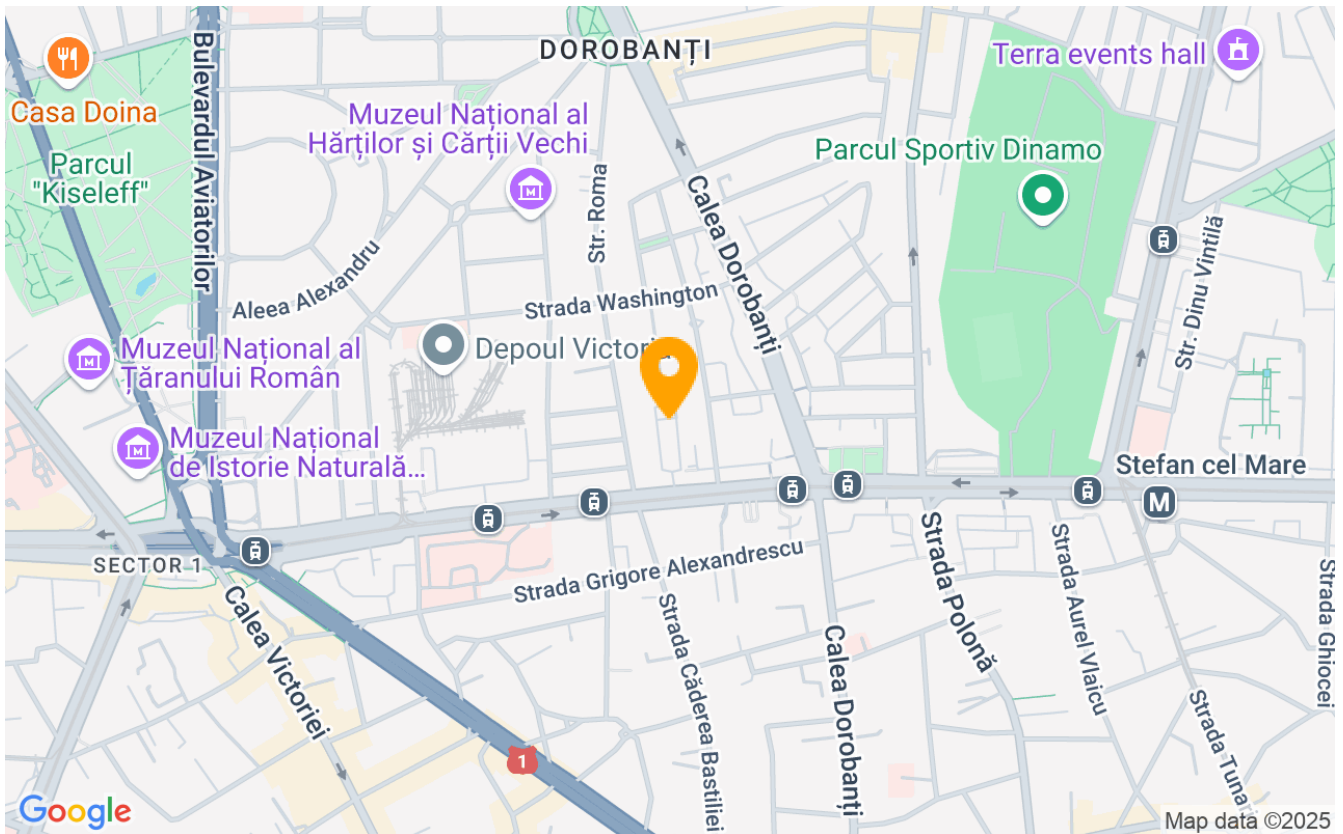 DOROBANȚI
Terra events hall
Casa Doina
Bulevardul Aviatorilor
Muzeul Național al
Hărților și Cărții Vechi
Parcul
"Kiseleff"
Parcul Sportiv Dinamo
Str. Roma
Calea Dorobanți
Aleea Alexandru
Strada Washington
Str. Dinu Vintilă
Muzeul Național al
Țăranului Român
Depoul Victoria
Muzeul Național
de Istorie Naturală...
Stefan cel Mare
M
SECTOR 1
Strada Grigore Alexandrescu
Calea Victoriei
Strada Căderea Bastiliei
Calea Dorobanți
Strada Polonă
Strada Aurel Vlaicu
Strada Tunari
Strada Ghiocei
1
Google
Map data ©2025